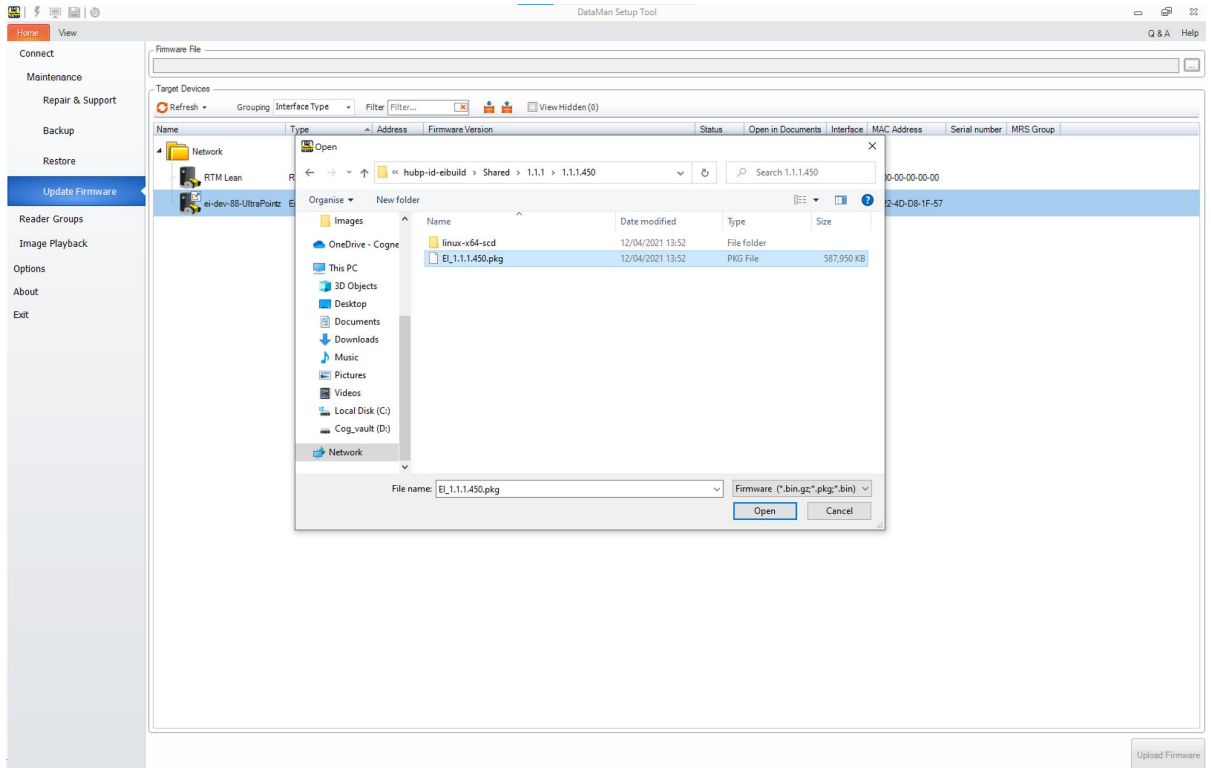 DataMan Setup Tool
Home View Q & A Help
Connect
Maintenance
Repair & Support
Backup
Restore
Update Firmware
Reader Groups
Image Playback
Options
About
Exit
Firmware File
...
Target Devices
Refresh Grouping Interface Type Filter Filter... View Hidden (0)
Name Type Address Firmware Version Status Open in Documents Interface MAC Address Serial number MRS Group
Network
RTM Lean R 00-00-00-00-00
ei-dev-88-UltraPointz E 22-4D-D8-1F-57
Open
« hubp-id-eibuild > Shared > 1.1.1 > 1.1.1.450 Search 1.1.1.450
Organise New folder
Name Date modified Type Size
Images
OneDrive - Cogne
This PC
3D Objects
Desktop
Documents
Downloads
Music
Pictures
Videos
Local Disk (C:)
Cog_vault (D:)
Network
linux-x64-scd 12/04/2021 13:52 File folder
EI_1.1.1.450.pkg 12/04/2021 13:52 PKG File 587,950 KB
File name: EI_1.1.1.450.pkg Firmware (*.bin.gz;*.pkg;*.bin)
Open Cancel
Upload Firmware